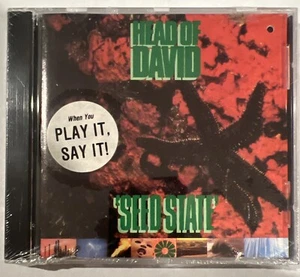 HEAD OF
DAVID
When You
PLAY IT,
SAY IT!
'SEED STATE'